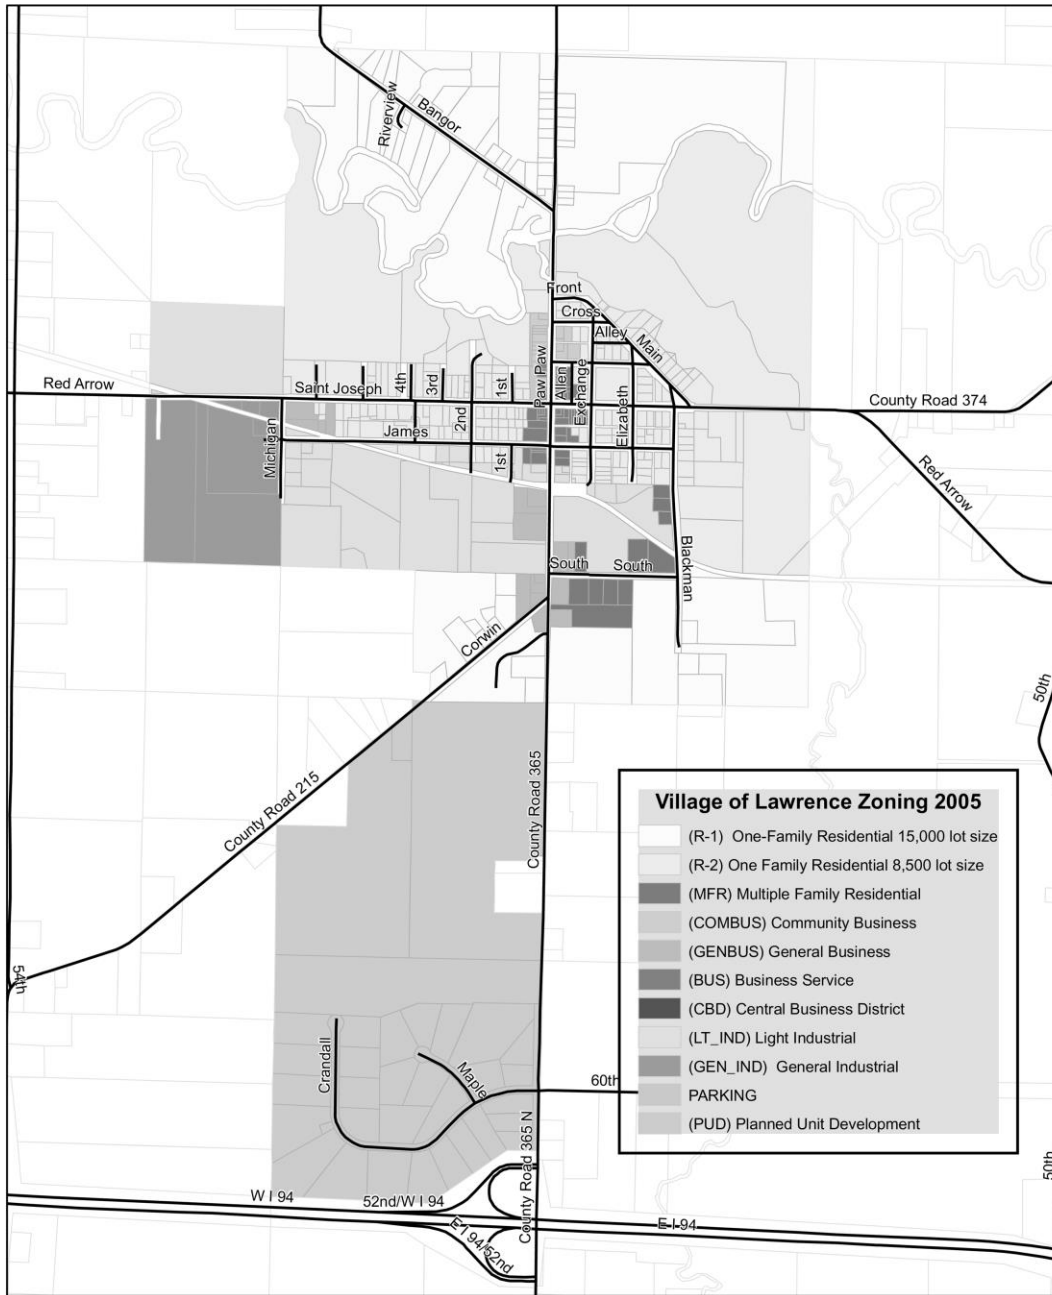 Riverview
Bangor
Front
Cross
Alley
Main
Paw Paw
Allen
Exchange
Elizabeth
Red Arrow
Saint Joseph
4th
3rd
2nd
1st
County Road 374
James
Michigan
1st
Red Arrow
South
South
Blackman
Corwin
50th
County Road 215
County Road 365
Village of Lawrence Zoning 2005
(R-1) One-Family Residential 15,000 lot size
(R-2) One Family Residential 8,500 lot size
(MFR) Multiple Family Residential
(COMBUS) Community Business
(GENBUS) General Business
(BUS) Business Service
(CBD) Central Business District
(LT_IND) Light Industrial
(GEN_IND) General Industrial
PARKING
(PUD) Planned Unit Development
54th
Crandall
Maple
60th
County Road 365 N
50th
W I 94
52nd/W I 94
E I 94/52nd
E I 94